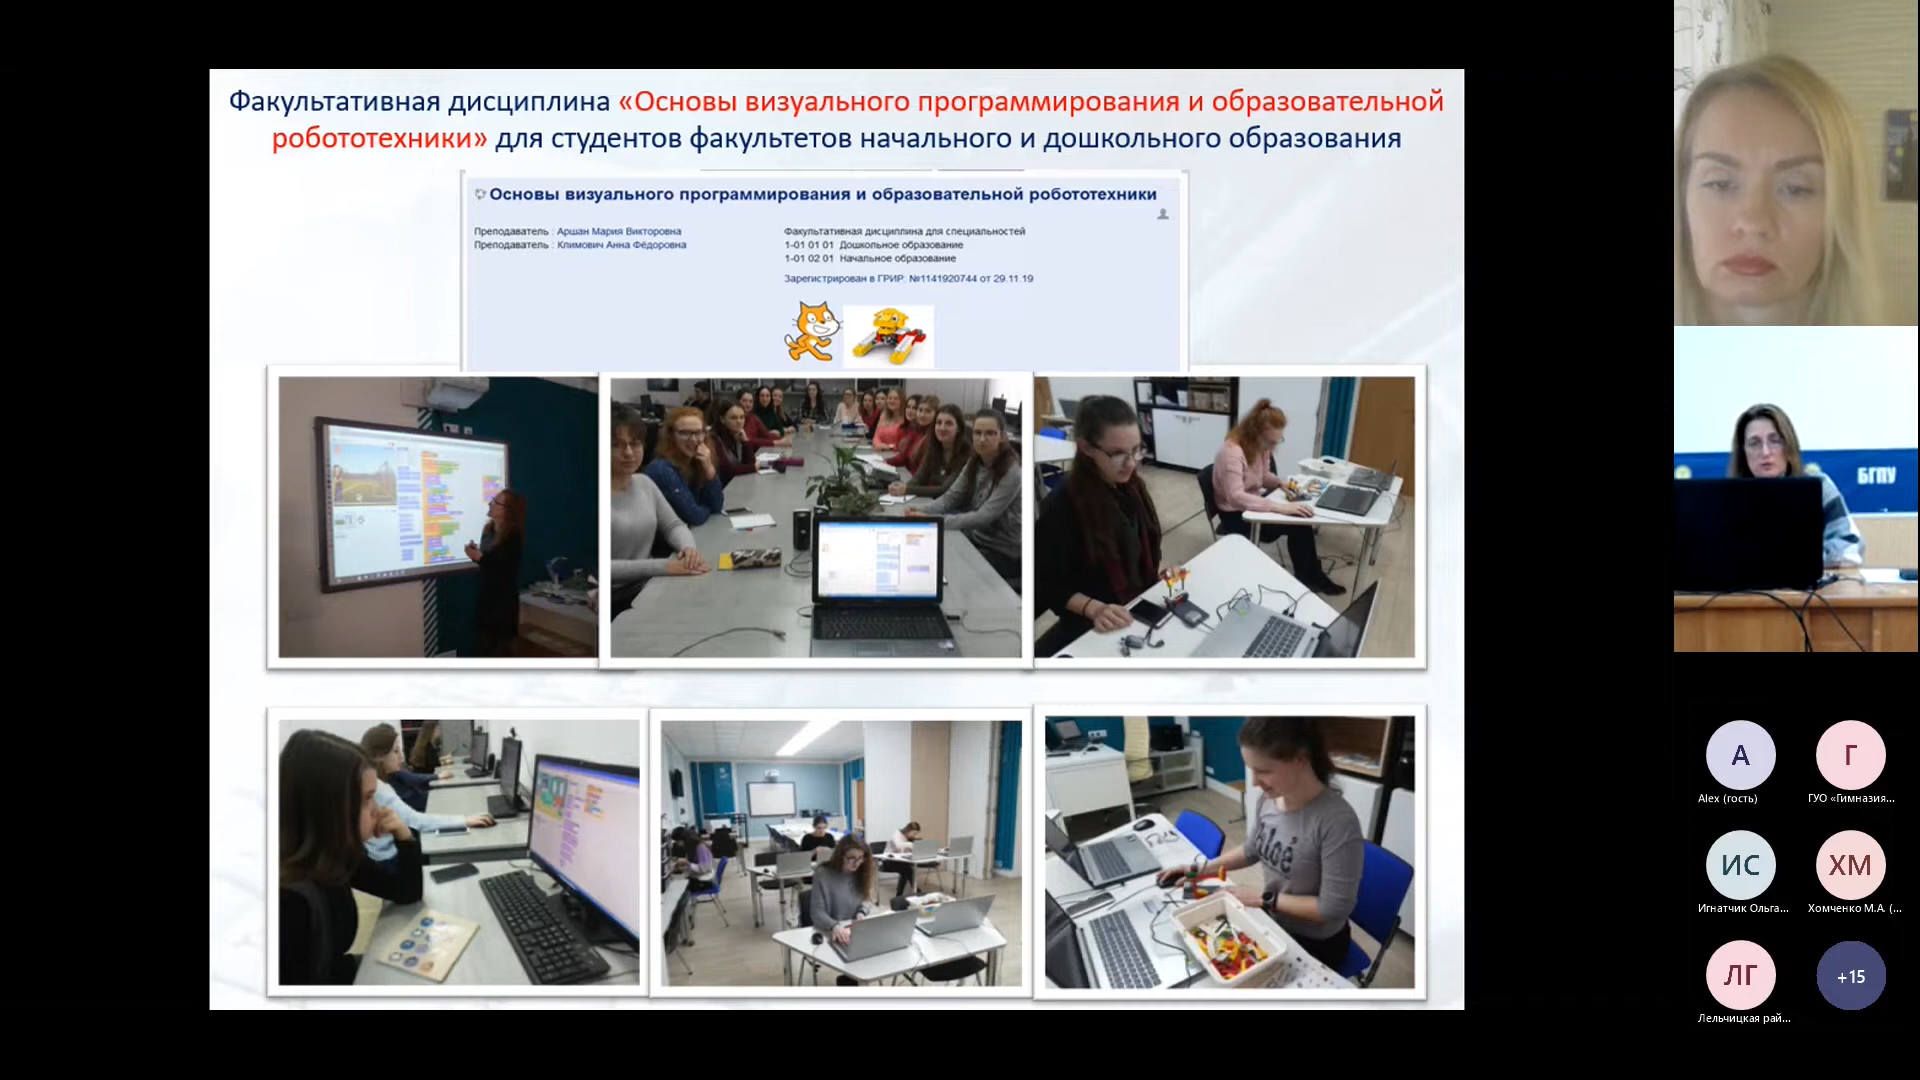 Факультативная дисциплина «Основы визуального программирования и образовательной
робототехники» для студентов факультетов начального и дошкольного образования
Основы визуального программирования и образовательной робототехники
Преподаватель : Аршан Мария Викторовна
Преподаватель : Климович Анна Фёдоровна
Факультативная дисциплина для специальностей
1-01 01 01 Дошкольное образование
1-01 02 01 Начальное образование
Зарегистрирован в ГРИР: №1141920744 от 29.11.19
БГПУ
А
Alex (гость)
Г
ГУО «Гимназия...
ИС
Игнатчик Ольга...
ХМ
Хомченко М.А. (...
ЛГ
Лельчицкая рай...
+15